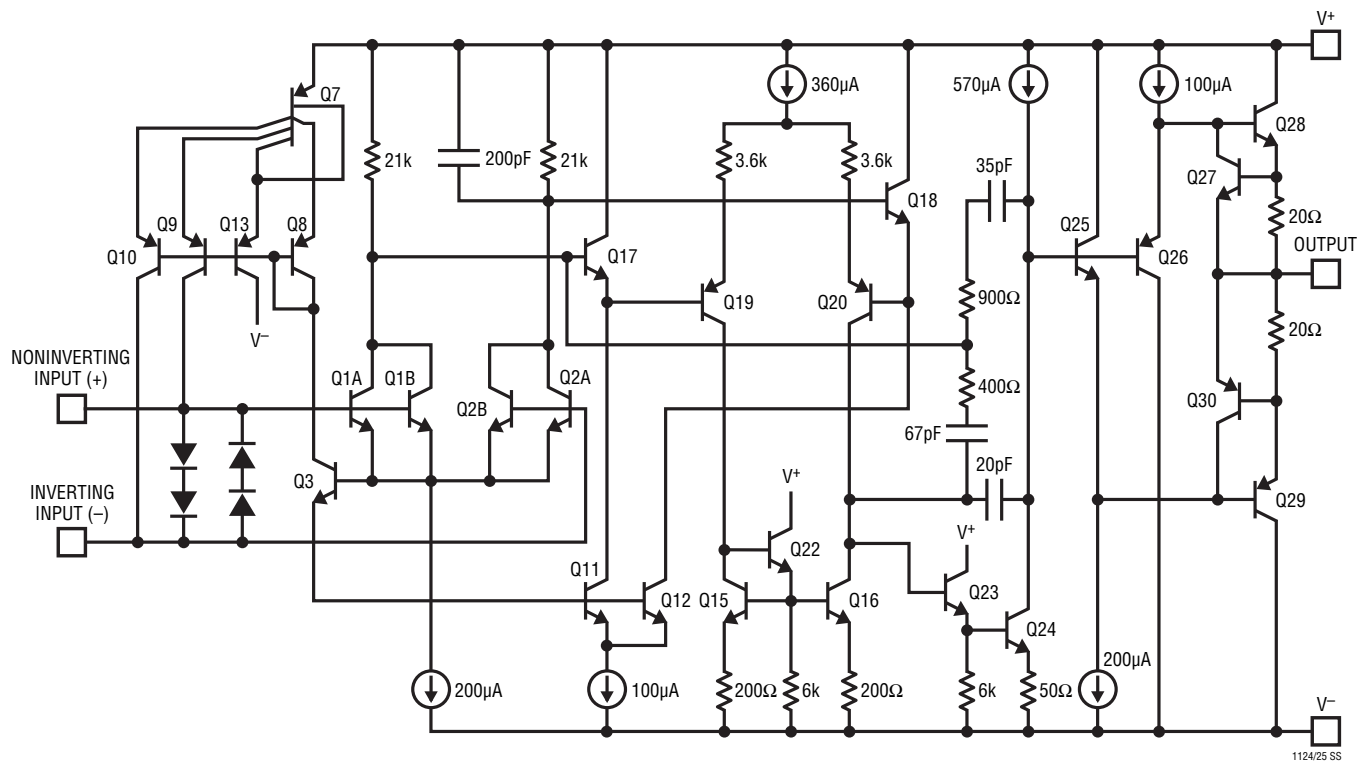 V+
360µA
570µA
100µA
Q7
Q28
21k
200pF
21k
3.6k
3.6k
35pF
Q27
Q18
20Ω
Q9
Q13
Q8
Q10
Q17
Q25
Q26
OUTPUT
Q19
Q20
900Ω
20Ω
V–
NONINVERTING
INPUT (+)
Q1A
Q1B
Q2A
Q2B
400Ω
Q30
67pF
20pF
Q3
V+
INVERTING
INPUT (–)
Q29
V+
Q22
Q11
Q12
Q15
Q16
Q23
Q24
200µA
200µA
100µA
200Ω
6k
200Ω
6k
50Ω
V–
1124/25 SS